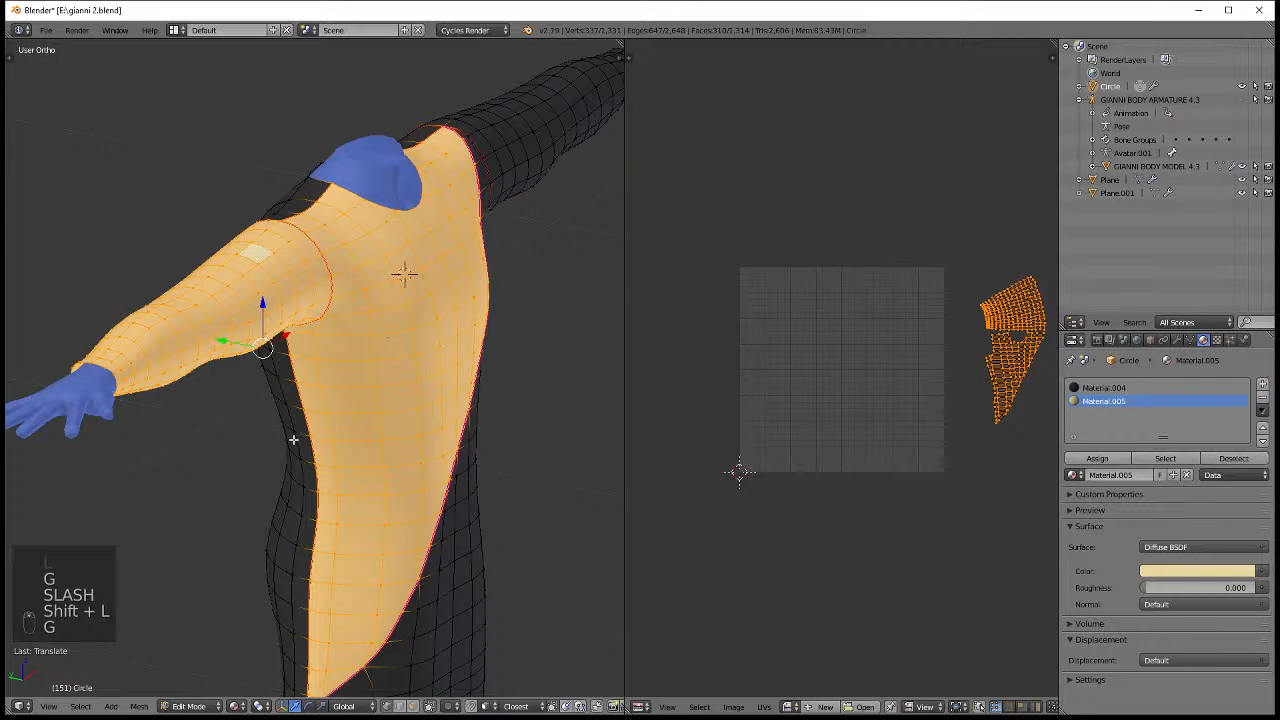 Blender* [E:\gianni 2.blend]
File Render Window Help Default Scene Cycles Render v2.79 | Verts:337/1,331 | Edges:647/2,648 | Faces:310/1,314 | Tris:2,606 | Mem:83.43M | Circle
User Ortho
Scene
RenderLayers
World
Circle
GIANNI BODY ARMATURE 4.3
Animation
Pose
Bone Groups
Avatar.001
GIANNI BODY MODEL 4.3
Plane
Plane.001
View Search All Scenes
Circle Material.005
Material.004
Material.005
Assign Select Deselect
Material.005 F Data
Custom Properties
Preview
Surface
Surface: Diffuse BSDF
Color:
Roughness: 0.000
Normal: Default
Volume
Displacement
Displacement: Default
Settings
L
G
SLASH
Shift + L
G
Last: Translate
(151) Circle
View Select Add Mesh Edit Mode Global Closest
View Select Image UVs New Open View